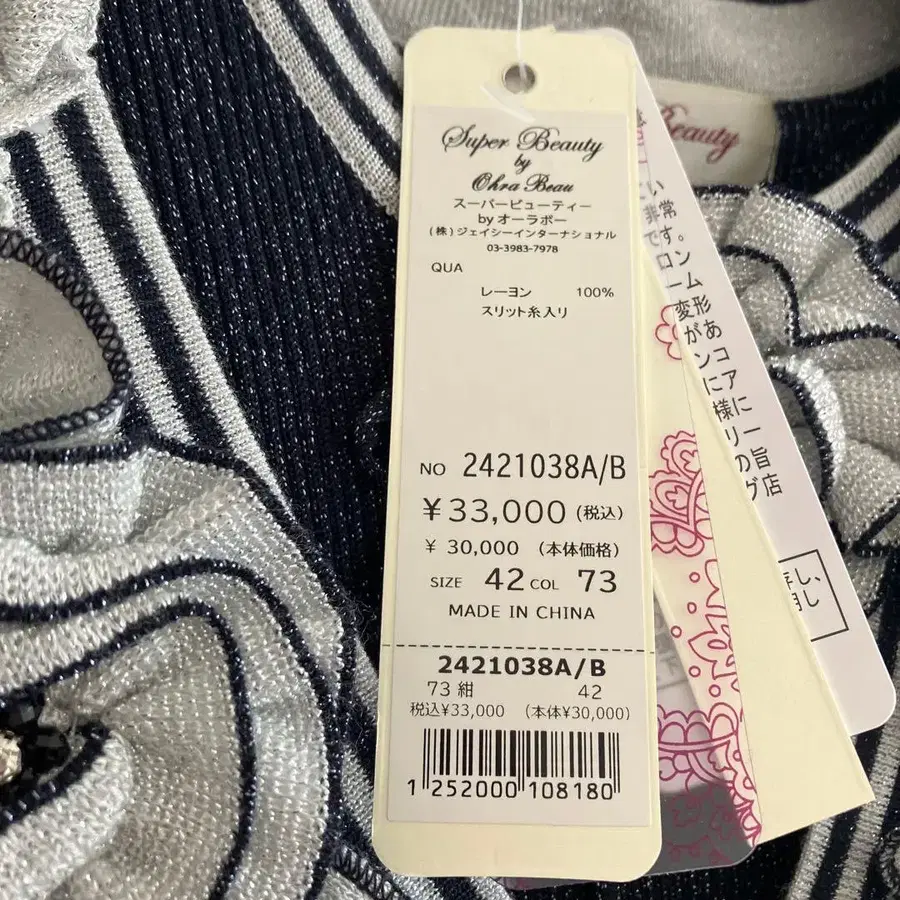 Super Beauty
by
Ohra Beau
スーパービューティー
by オーラボー
(株)ジェイシーインターナショナル
03-3983-7978
QUA
レーヨン 100%
スリット糸入り
NO 2421038A/B
¥33,000 (税込)
¥ 30,000 (本体価格)
SIZE 42 COL 73
MADE IN CHINA
2421038A/B
73 紺 42
税込¥33,000 (本体¥30,000)
1 252000 108180
Beauty
い
非常
です。
ロン
ーム
変形
があ
ンコ
にア
様に
リー
の旨
グ店
し、
し